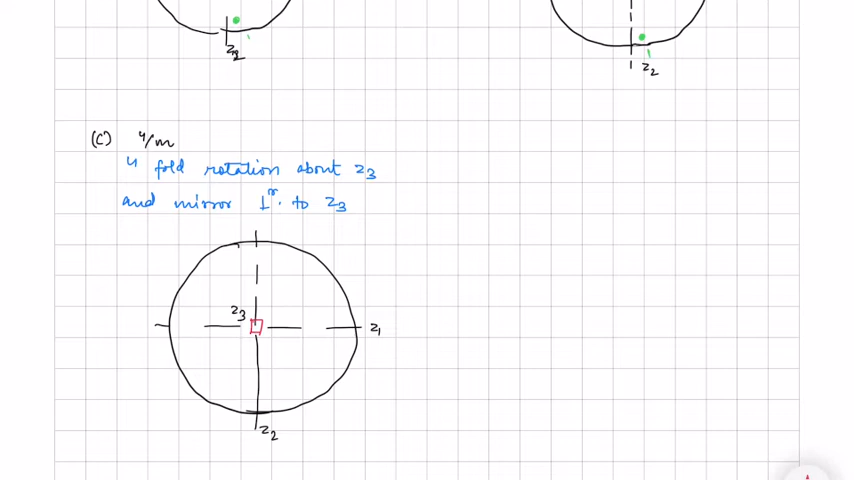 z2
z2
(c) 4/m
4 fold rotation about z3
and mirror ⊥r. to z3
z3
z1
z2